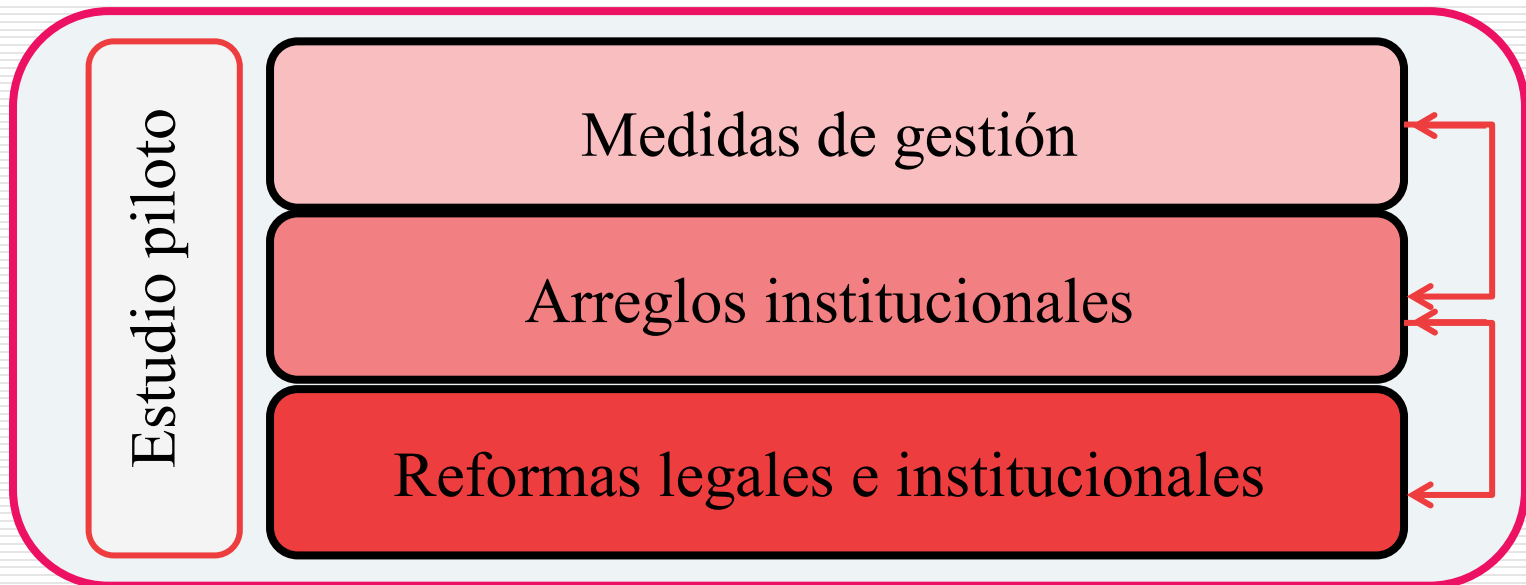 Estudio piloto
Medidas de gestión
Arreglos institucionales
Reformas legales e institucionales